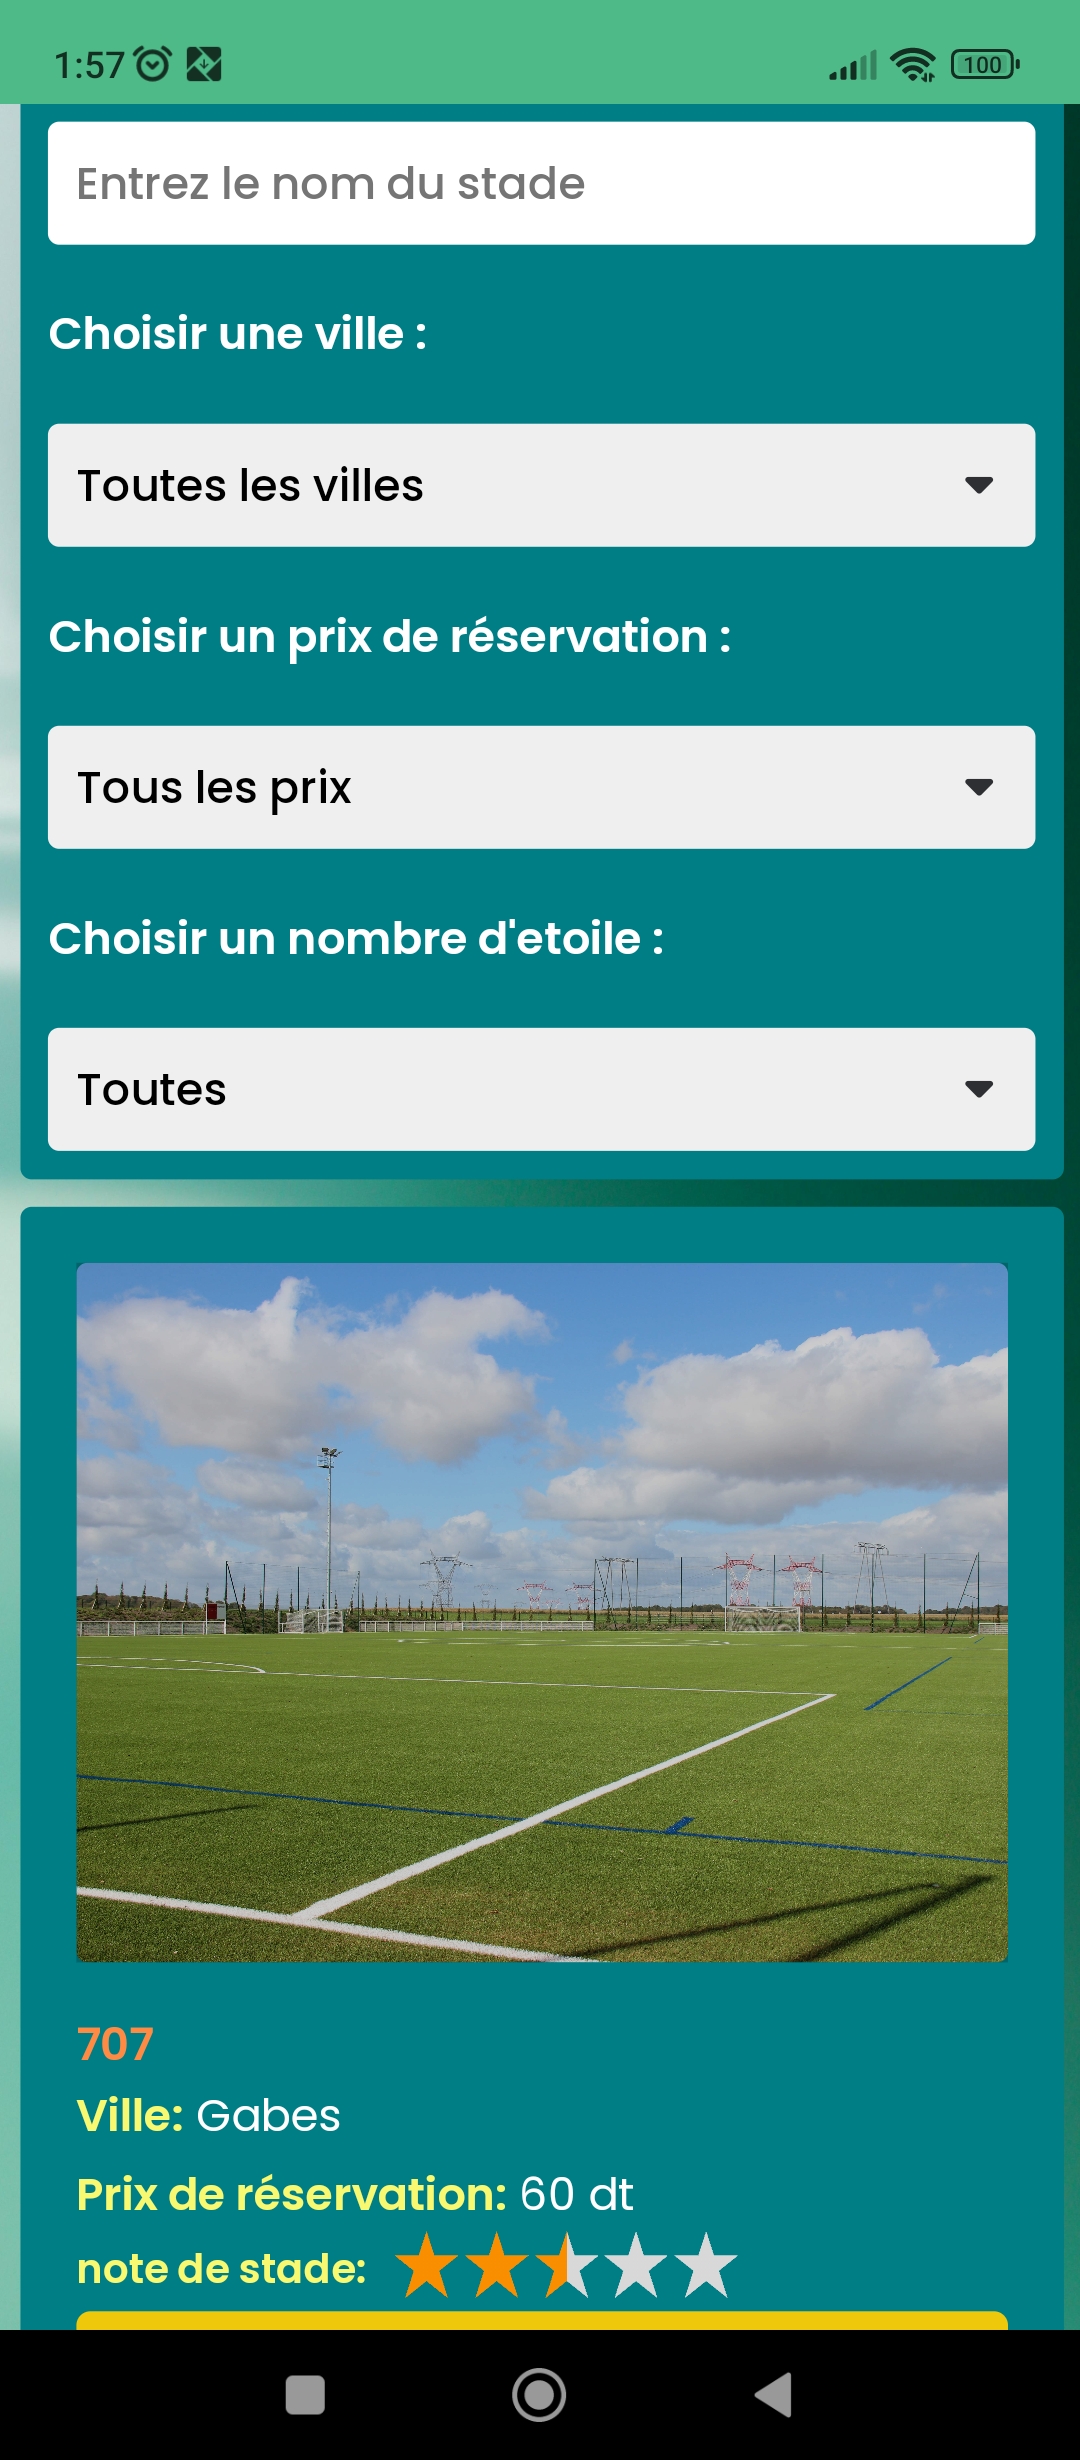 1:57
100
Entrez le nom du stade
Choisir une ville :
Toutes les villes
Choisir un prix de réservation :
Tous les prix
Choisir un nombre d'etoile :
Toutes
707
Ville: Gabes
Prix de réservation: 60 dt
note de stade: